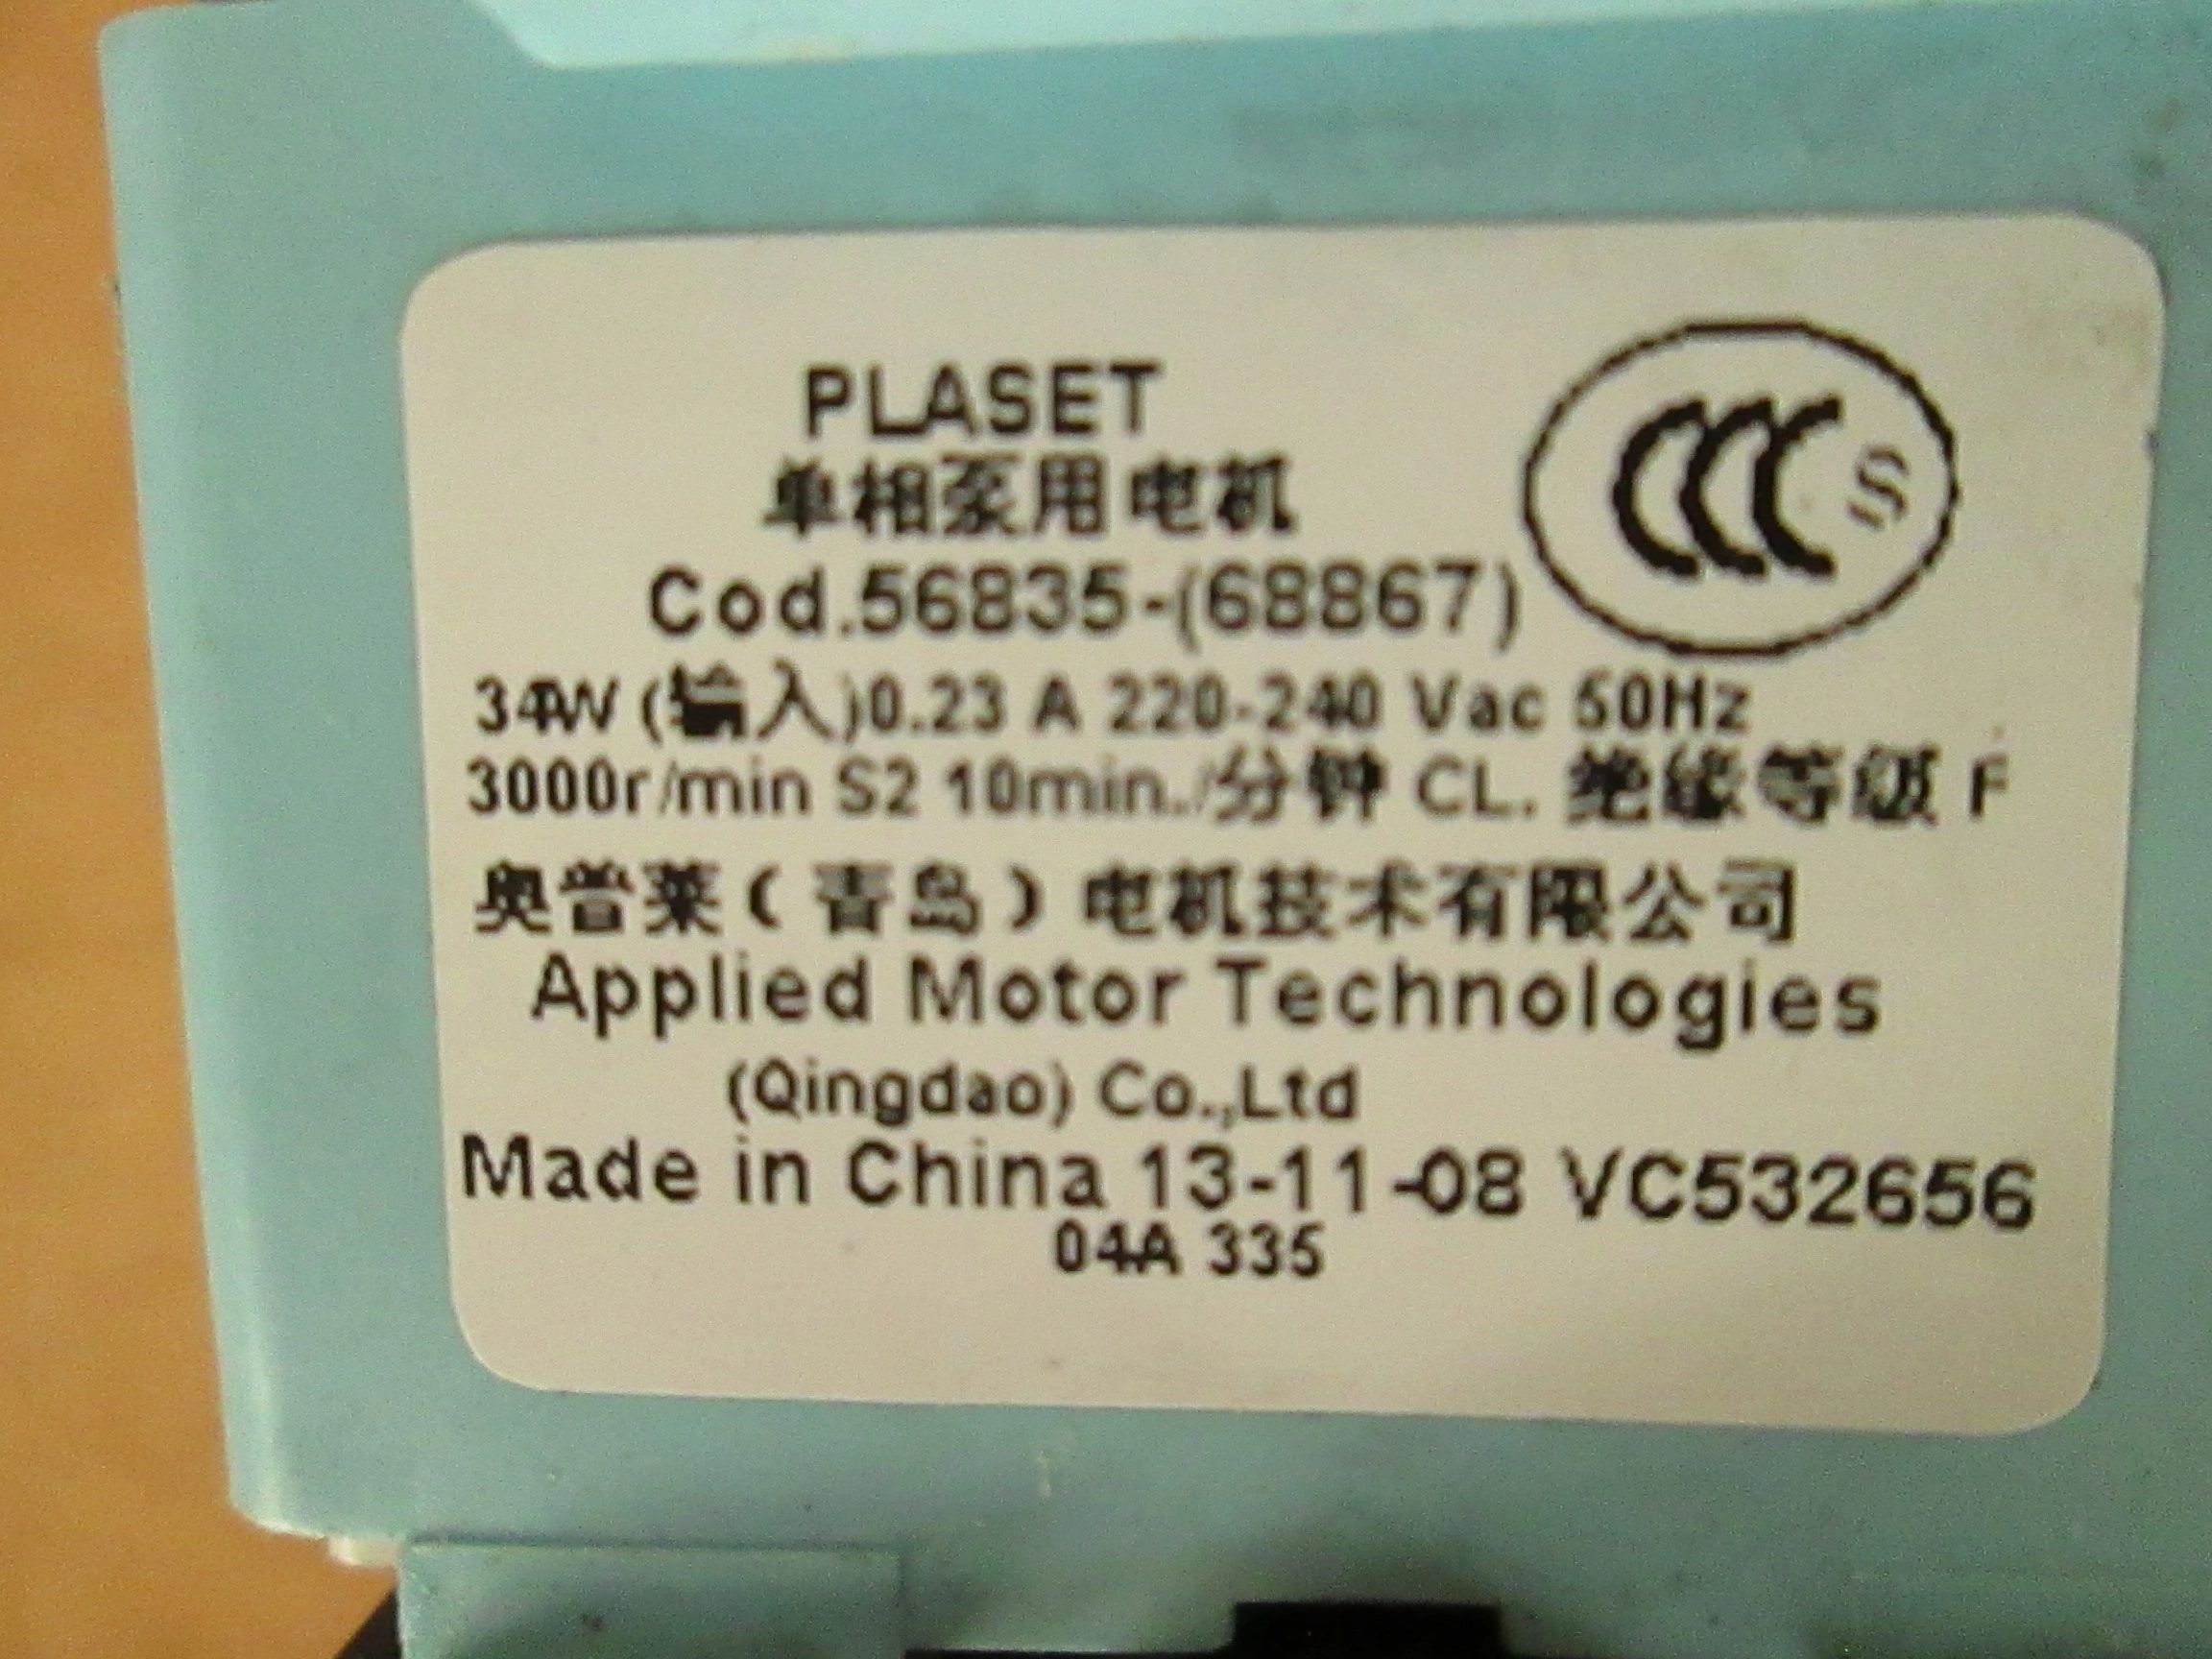 PLASET
CCC S
单相泵用电机
Cod.56835-(68867)
34W (输入)0.23 A 220-240 Vac 50Hz
3000r/min S2 10min./分钟 CL. 绝缘等级 F
奥普莱(青岛)电机技术有限公司
Applied Motor Technologies
(Qingdao) Co.,Ltd
Made in China 13-11-08 VC532656
04A 335